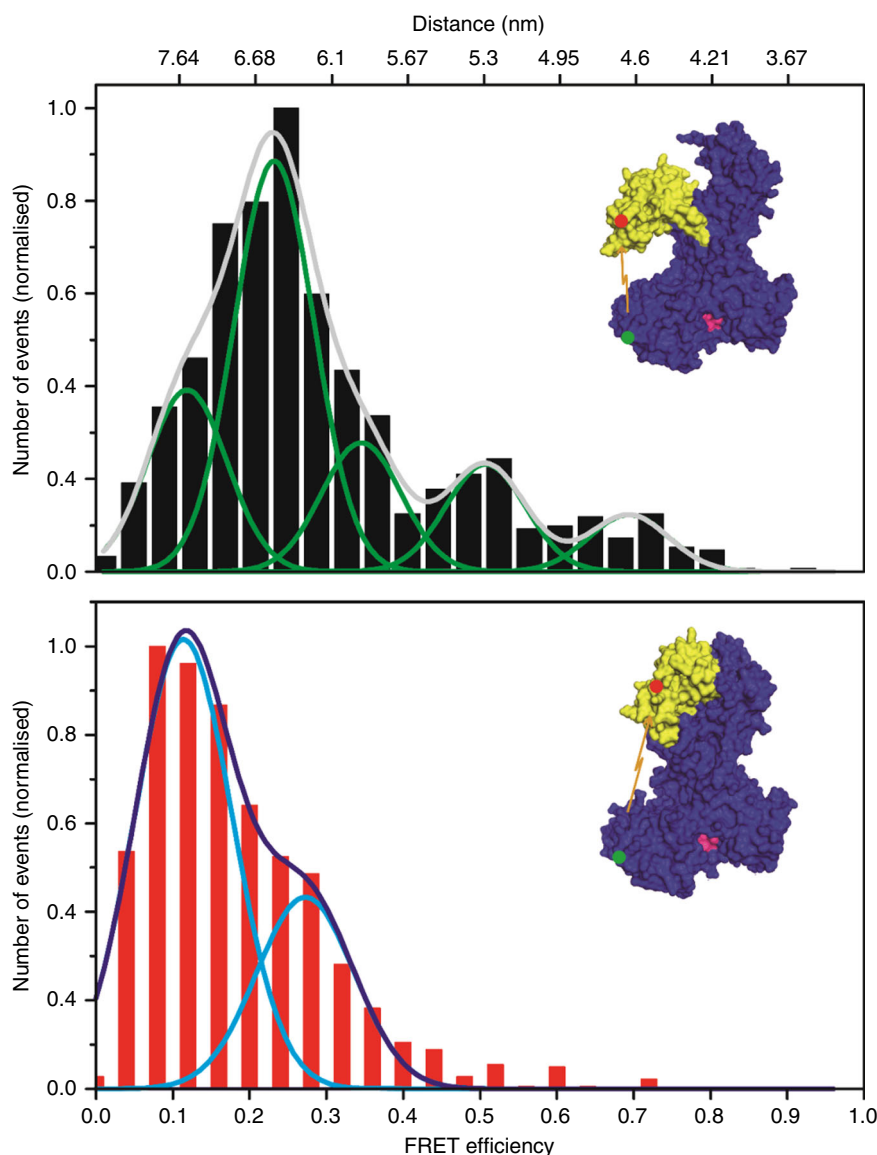 Distance (nm)
7.64 6.68 6.1 5.67 5.3 4.95 4.6 4.21 3.67
Number of events (normalised)
1.0
0.8
0.6
0.4
0.4
0.0
Number of events (normalised)
1.0
0.8
0.6
0.4
0.4
0.0
0.0 0.1 0.2 0.3 0.4 0.5 0.6 0.7 0.8 0.9 1.0
FRET efficiency